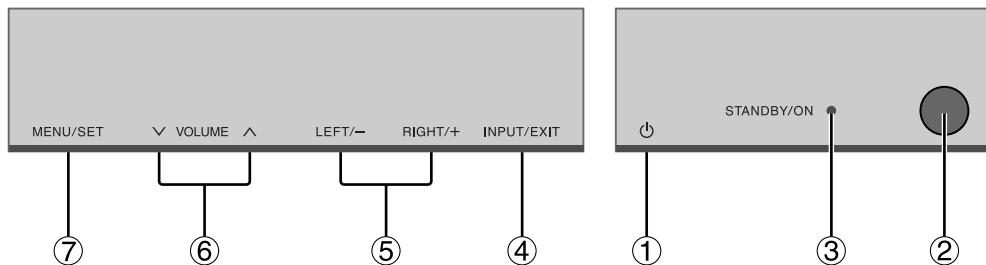 STANDBY/ON
MENU/SET ∨ VOLUME ∧ LEFT/− RIGHT/+ INPUT/EXIT
⑦ ⑥ ⑤ ④ ① ③ ②